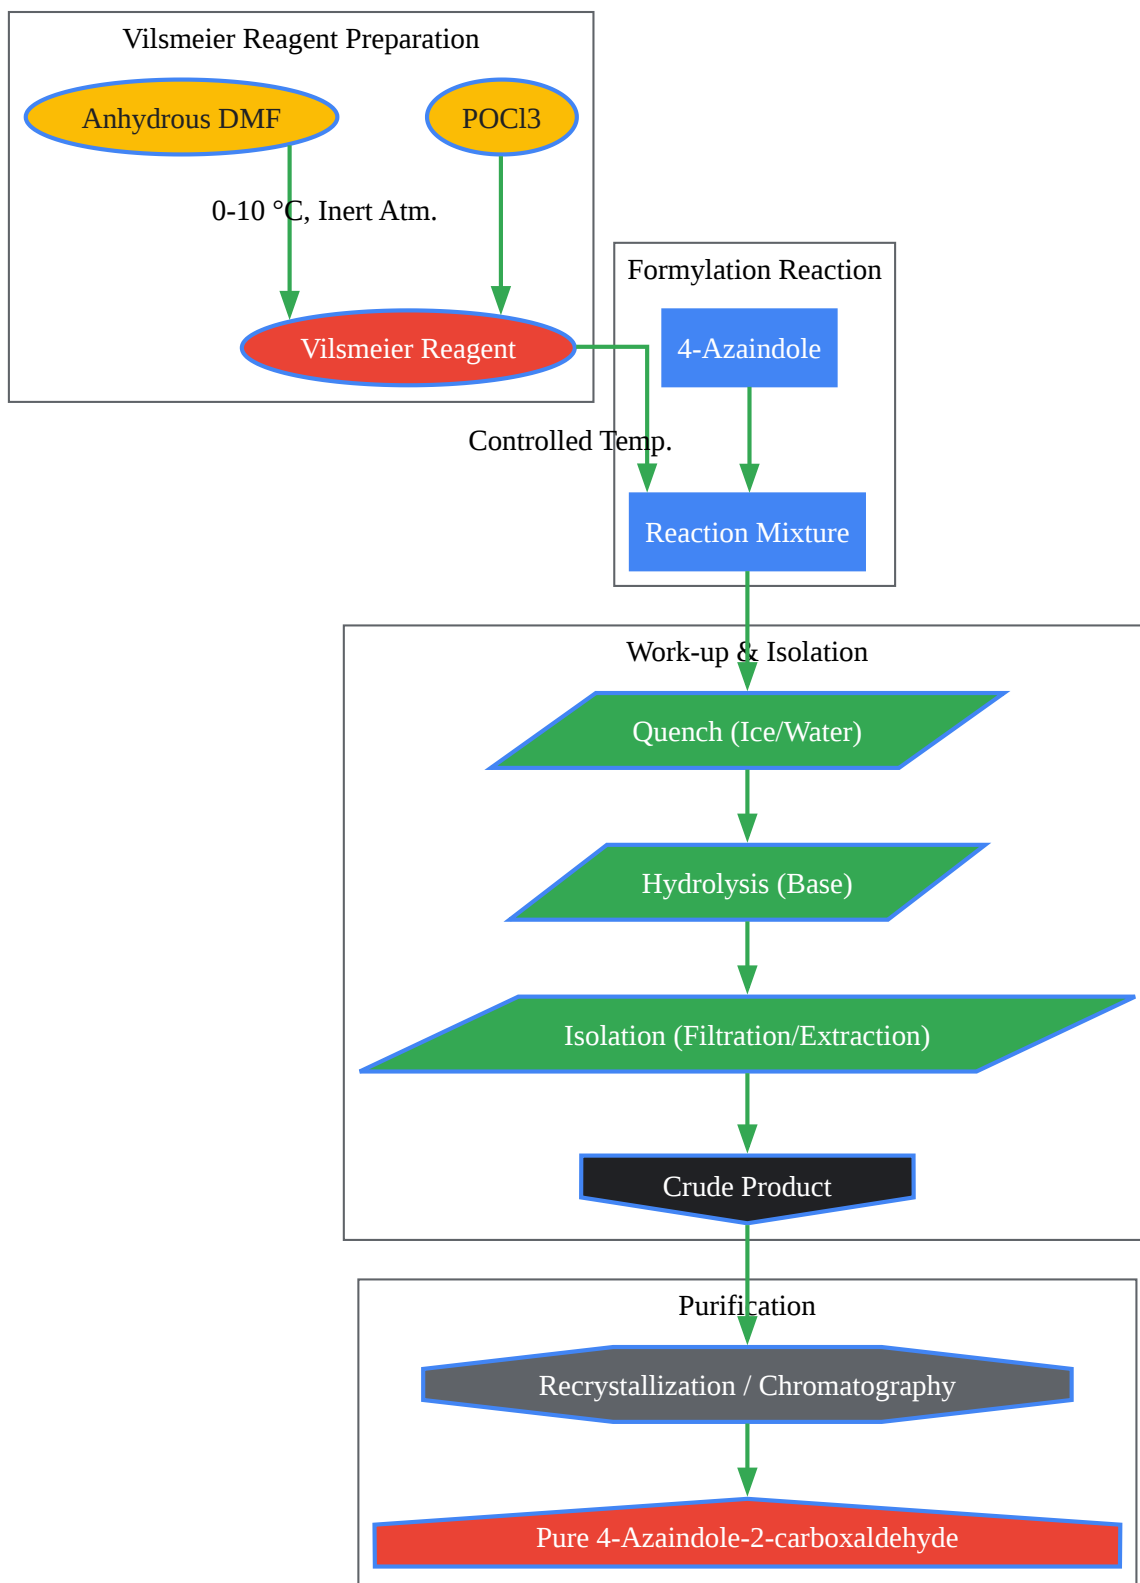 Vilsmeier Reagent Preparation
Anhydrous DMF
POCl3
0-10 °C, Inert Atm.
Vilsmeier Reagent
Formylation Reaction
4-Azaindole
Controlled Temp.
Reaction Mixture
Work-up & Isolation
Quench (Ice/Water)
Hydrolysis (Base)
Isolation (Filtration/Extraction)
Crude Product
Purification
Recrystallization / Chromatography
Pure 4-Azaindole-2-carboxaldehyde